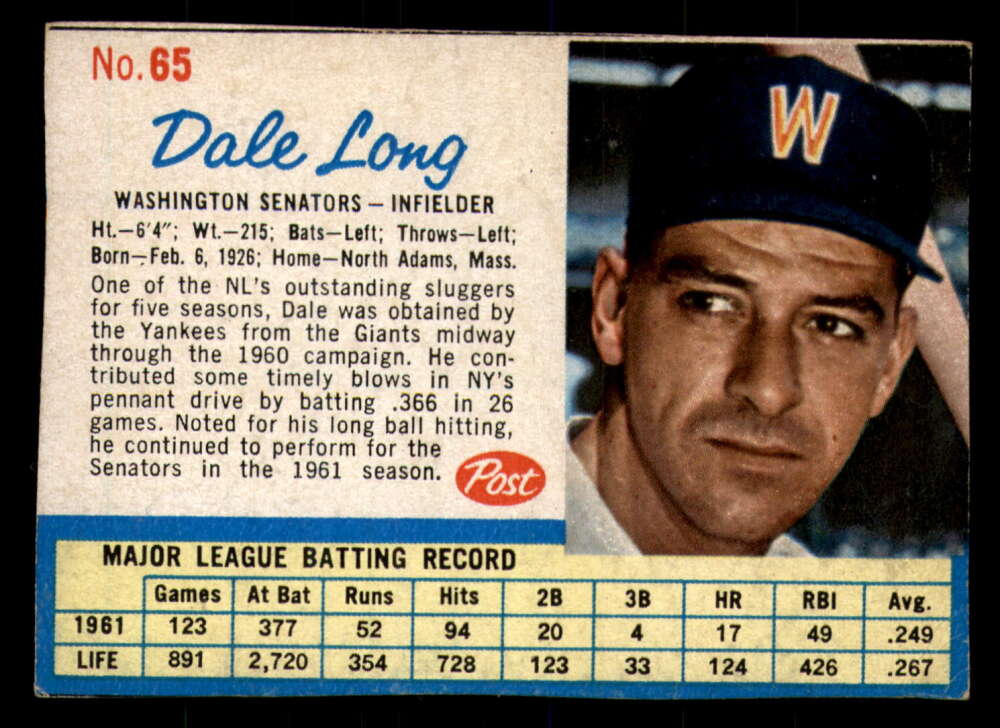 No. 65
Dale Long
WASHINGTON SENATORS — INFIELDER
Ht.—6'4"; Wt.—215; Bats—Left; Throws—Left;
Born—Feb. 6, 1926; Home—North Adams, Mass.
One of the NL's outstanding sluggers
for five seasons, Dale was obtained by
the Yankees from the Giants midway
through the 1960 campaign. He con-
tributed some timely blows in NY's
pennant drive by batting .366 in 26
games. Noted for his long ball hitting,
he continued to perform for the
Senators in the 1961 season.
Post
W
MAJOR LEAGUE BATTING RECORD
Games At Bat Runs Hits 2B 3B HR RBI Avg.
1961 123 377 52 94 20 4 17 49 .249
LIFE 891 2,720 354 728 123 33 124 426 .267